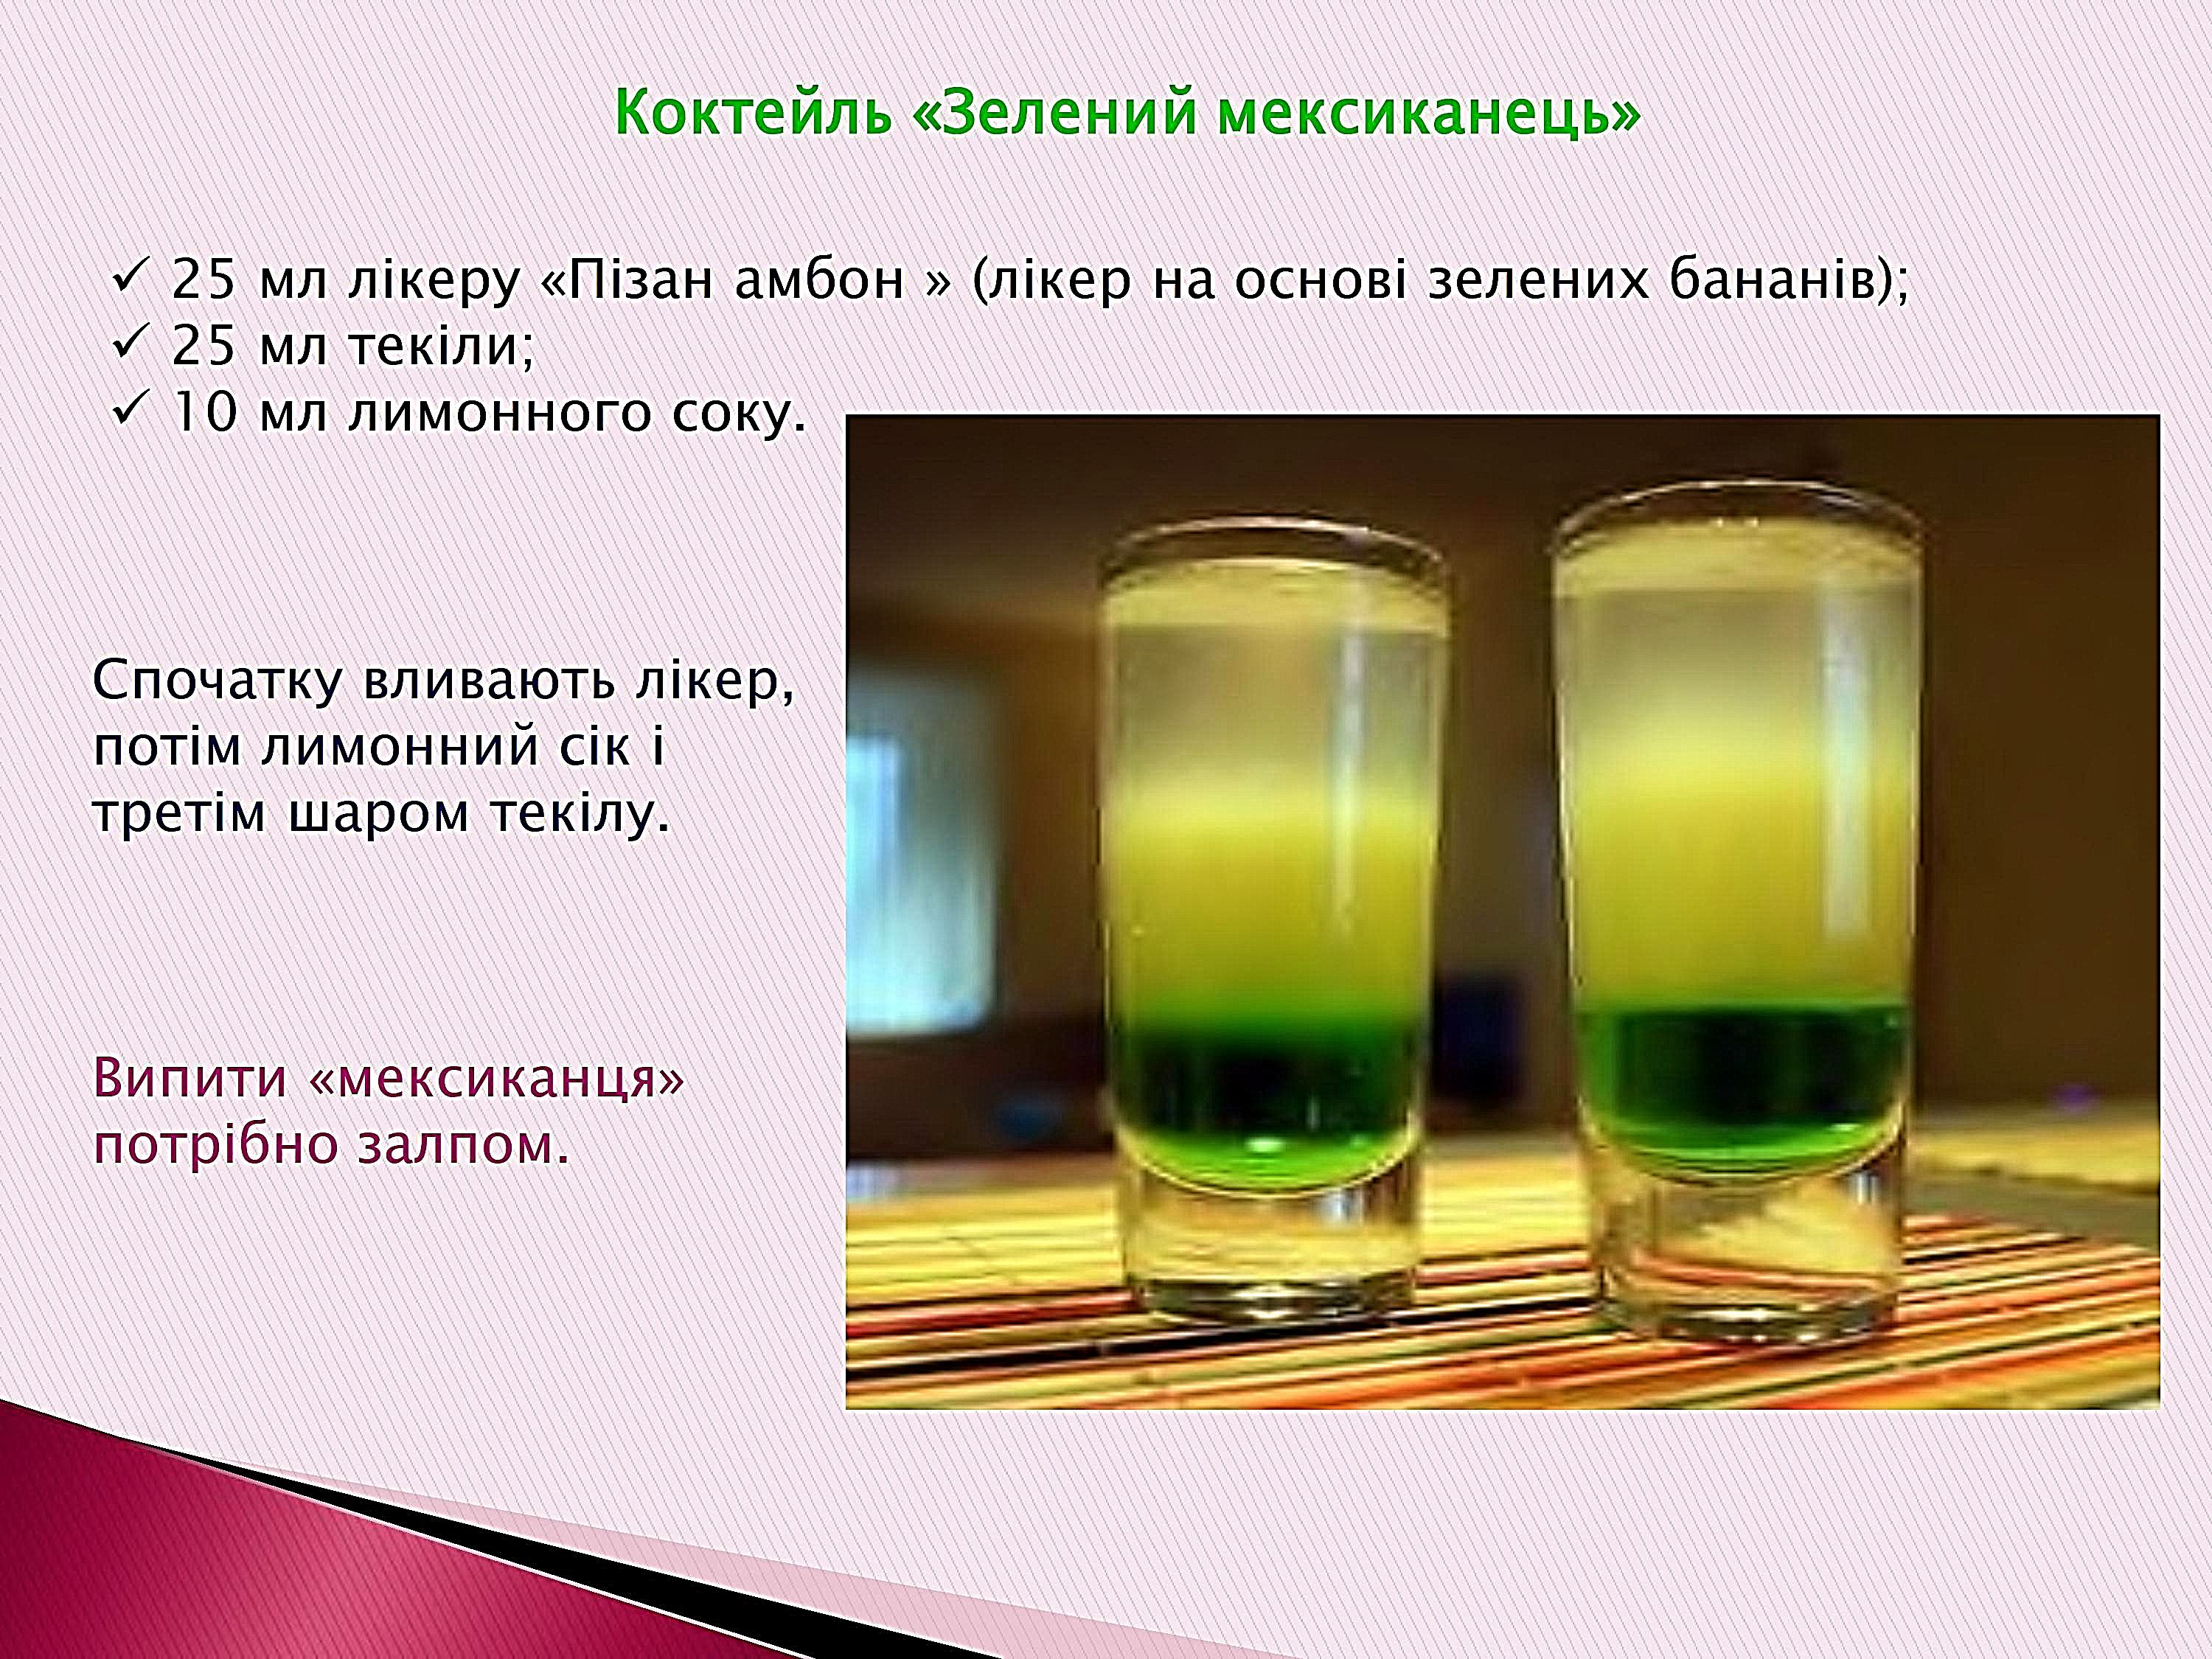 Коктейль «Зелений мексиканець»
✓ 25 мл лікеру «Пізан амбон » (лікер на основі зелених бананів);
✓ 25 мл текіли;
✓ 10 мл лимонного соку.
Спочатку вливають лікер,
потім лимонний сік і
третім шаром текілу.
Випити «мексиканця»
потрібно залпом.